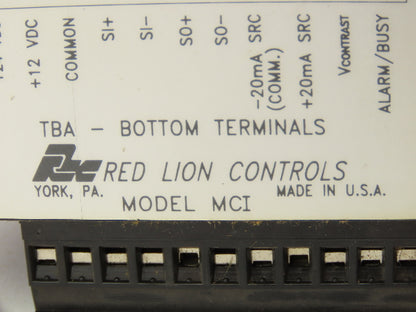 +12 VDC
COMMON
SI+
SI-
SO+
SO-
-20mA SRC
(COMM.)
+20mA SRC
VCONTRAST
ALARM/BUSY
TBA - BOTTOM TERMINALS
RLC RED LION CONTROLS
YORK, PA. MADE IN U.S.A.
MODEL MCI